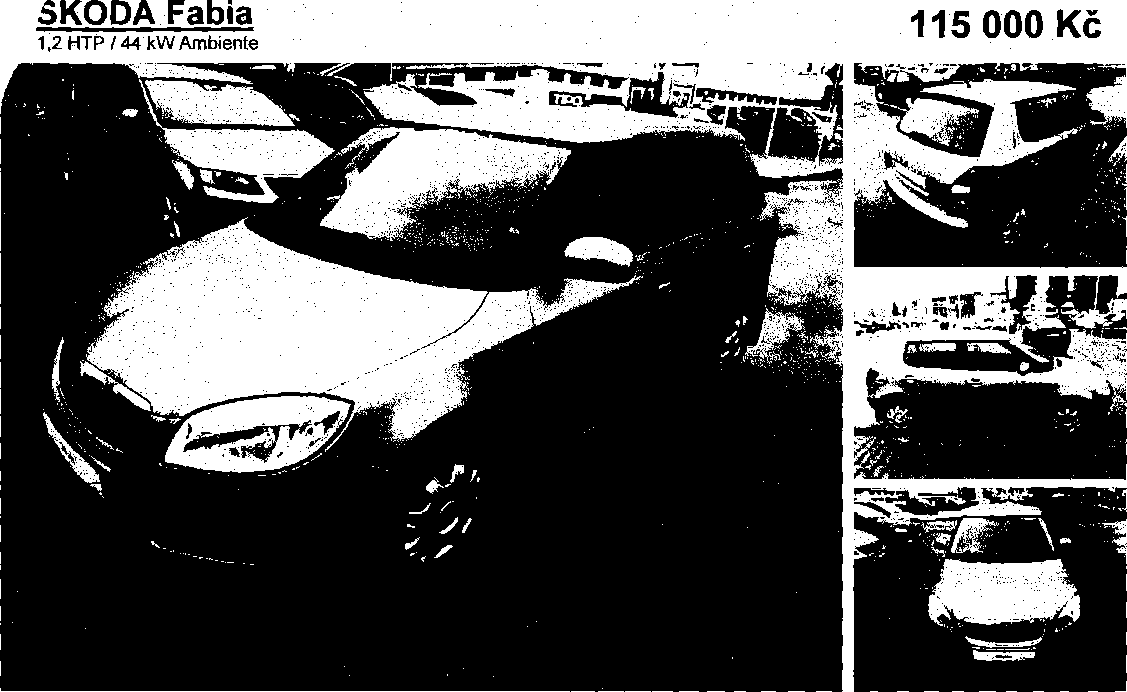 ŠKODA Fabia
1,2 HTP / 44 kW Ambiente
115 000 Kč